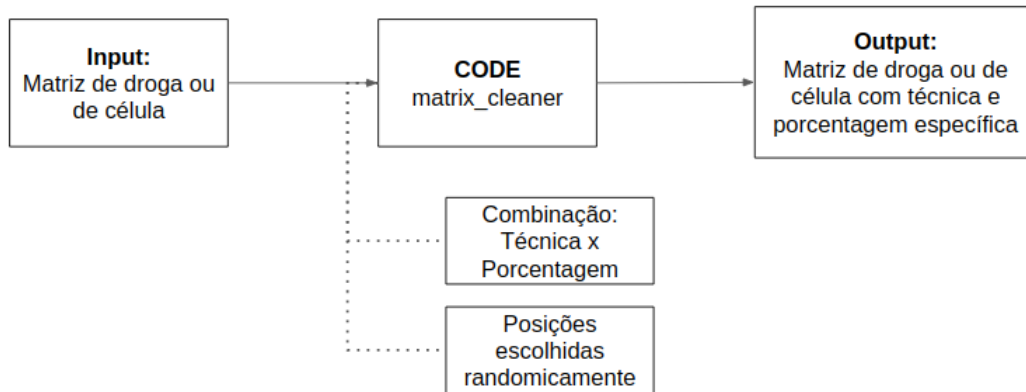 Input:
Matriz de droga ou
de célula
CODE
matrix_cleaner
Output:
Matriz de droga ou de
célula com técnica e
porcentagem específica
Combinação:
Técnica x
Porcentagem
Posições
escolhidas
randomicamente